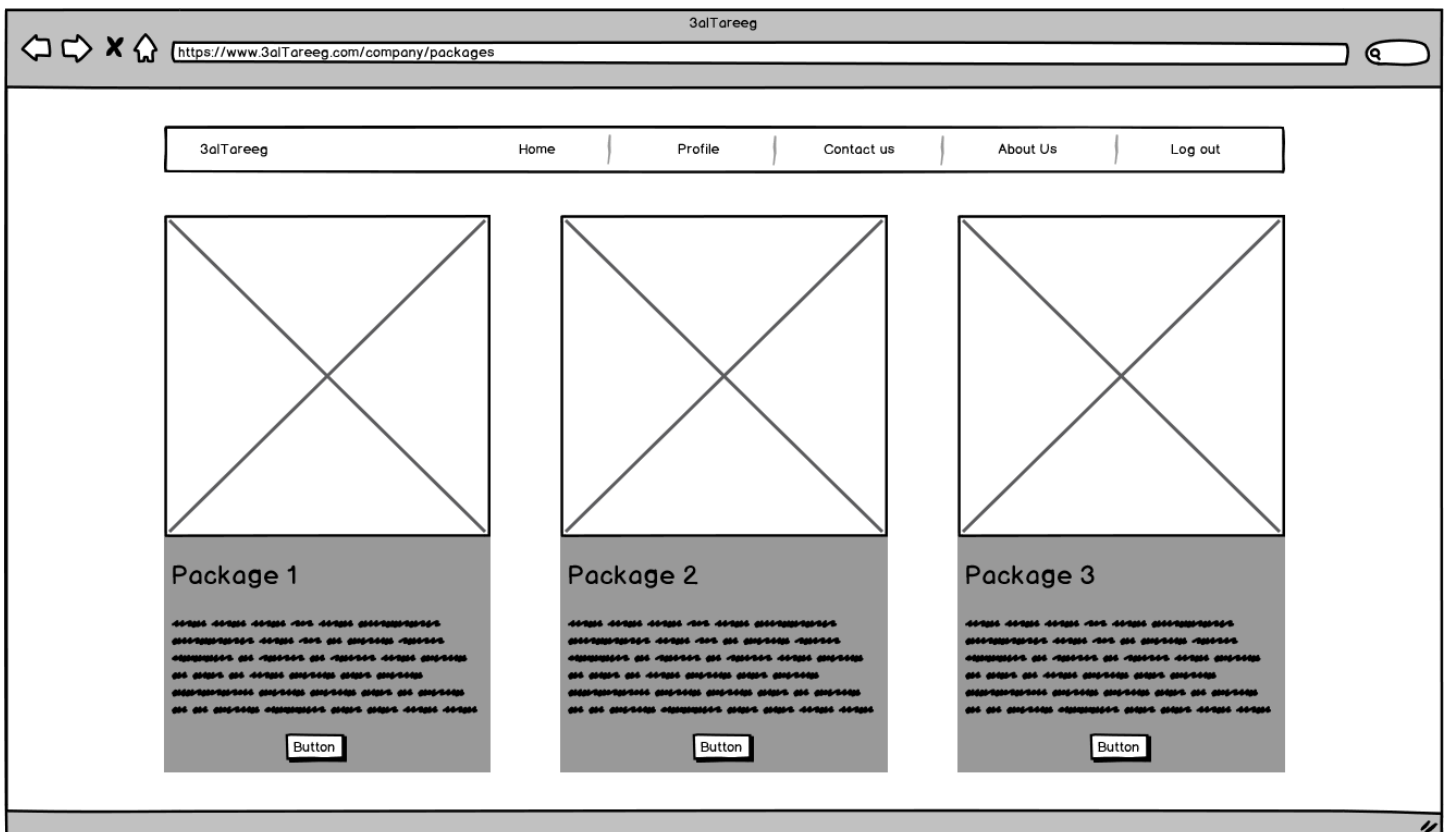 3alTareeg
https://www.3alTareeg.com/company/packages
3alTareeg Home Profile Contact us About Us Log out
Package 1 Package 2 Package 3
Button Button Button